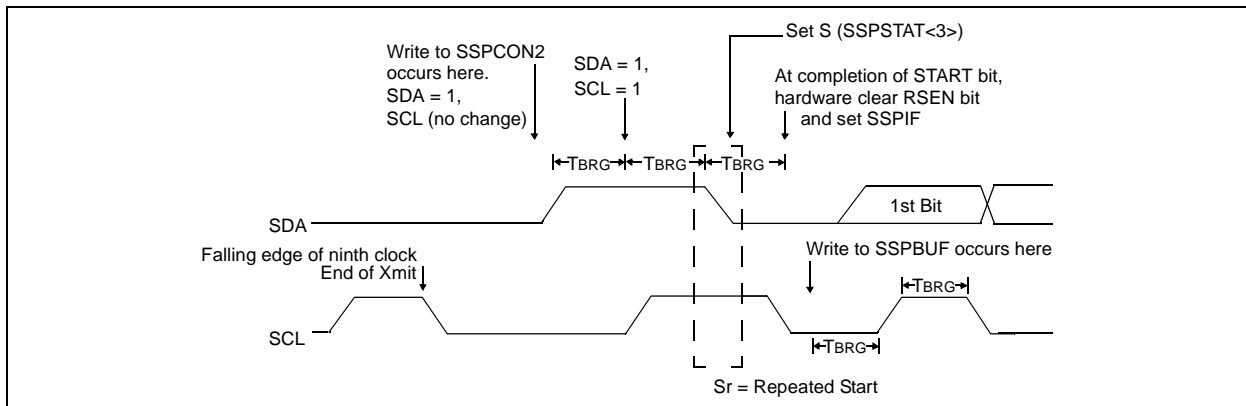 Set S (SSPSTAT<3>)
Write to SSPCON2
occurs here.
SDA = 1,
SCL (no change)
SDA = 1,
SCL = 1
At completion of START bit,
hardware clear RSEN bit
and set SSPIF
TBRG TBRG TBRG
SDA
1st Bit
Falling edge of ninth clock
End of Xmit
Write to SSPBUF occurs here
TBRG
SCL
TBRG
Sr = Repeated Start